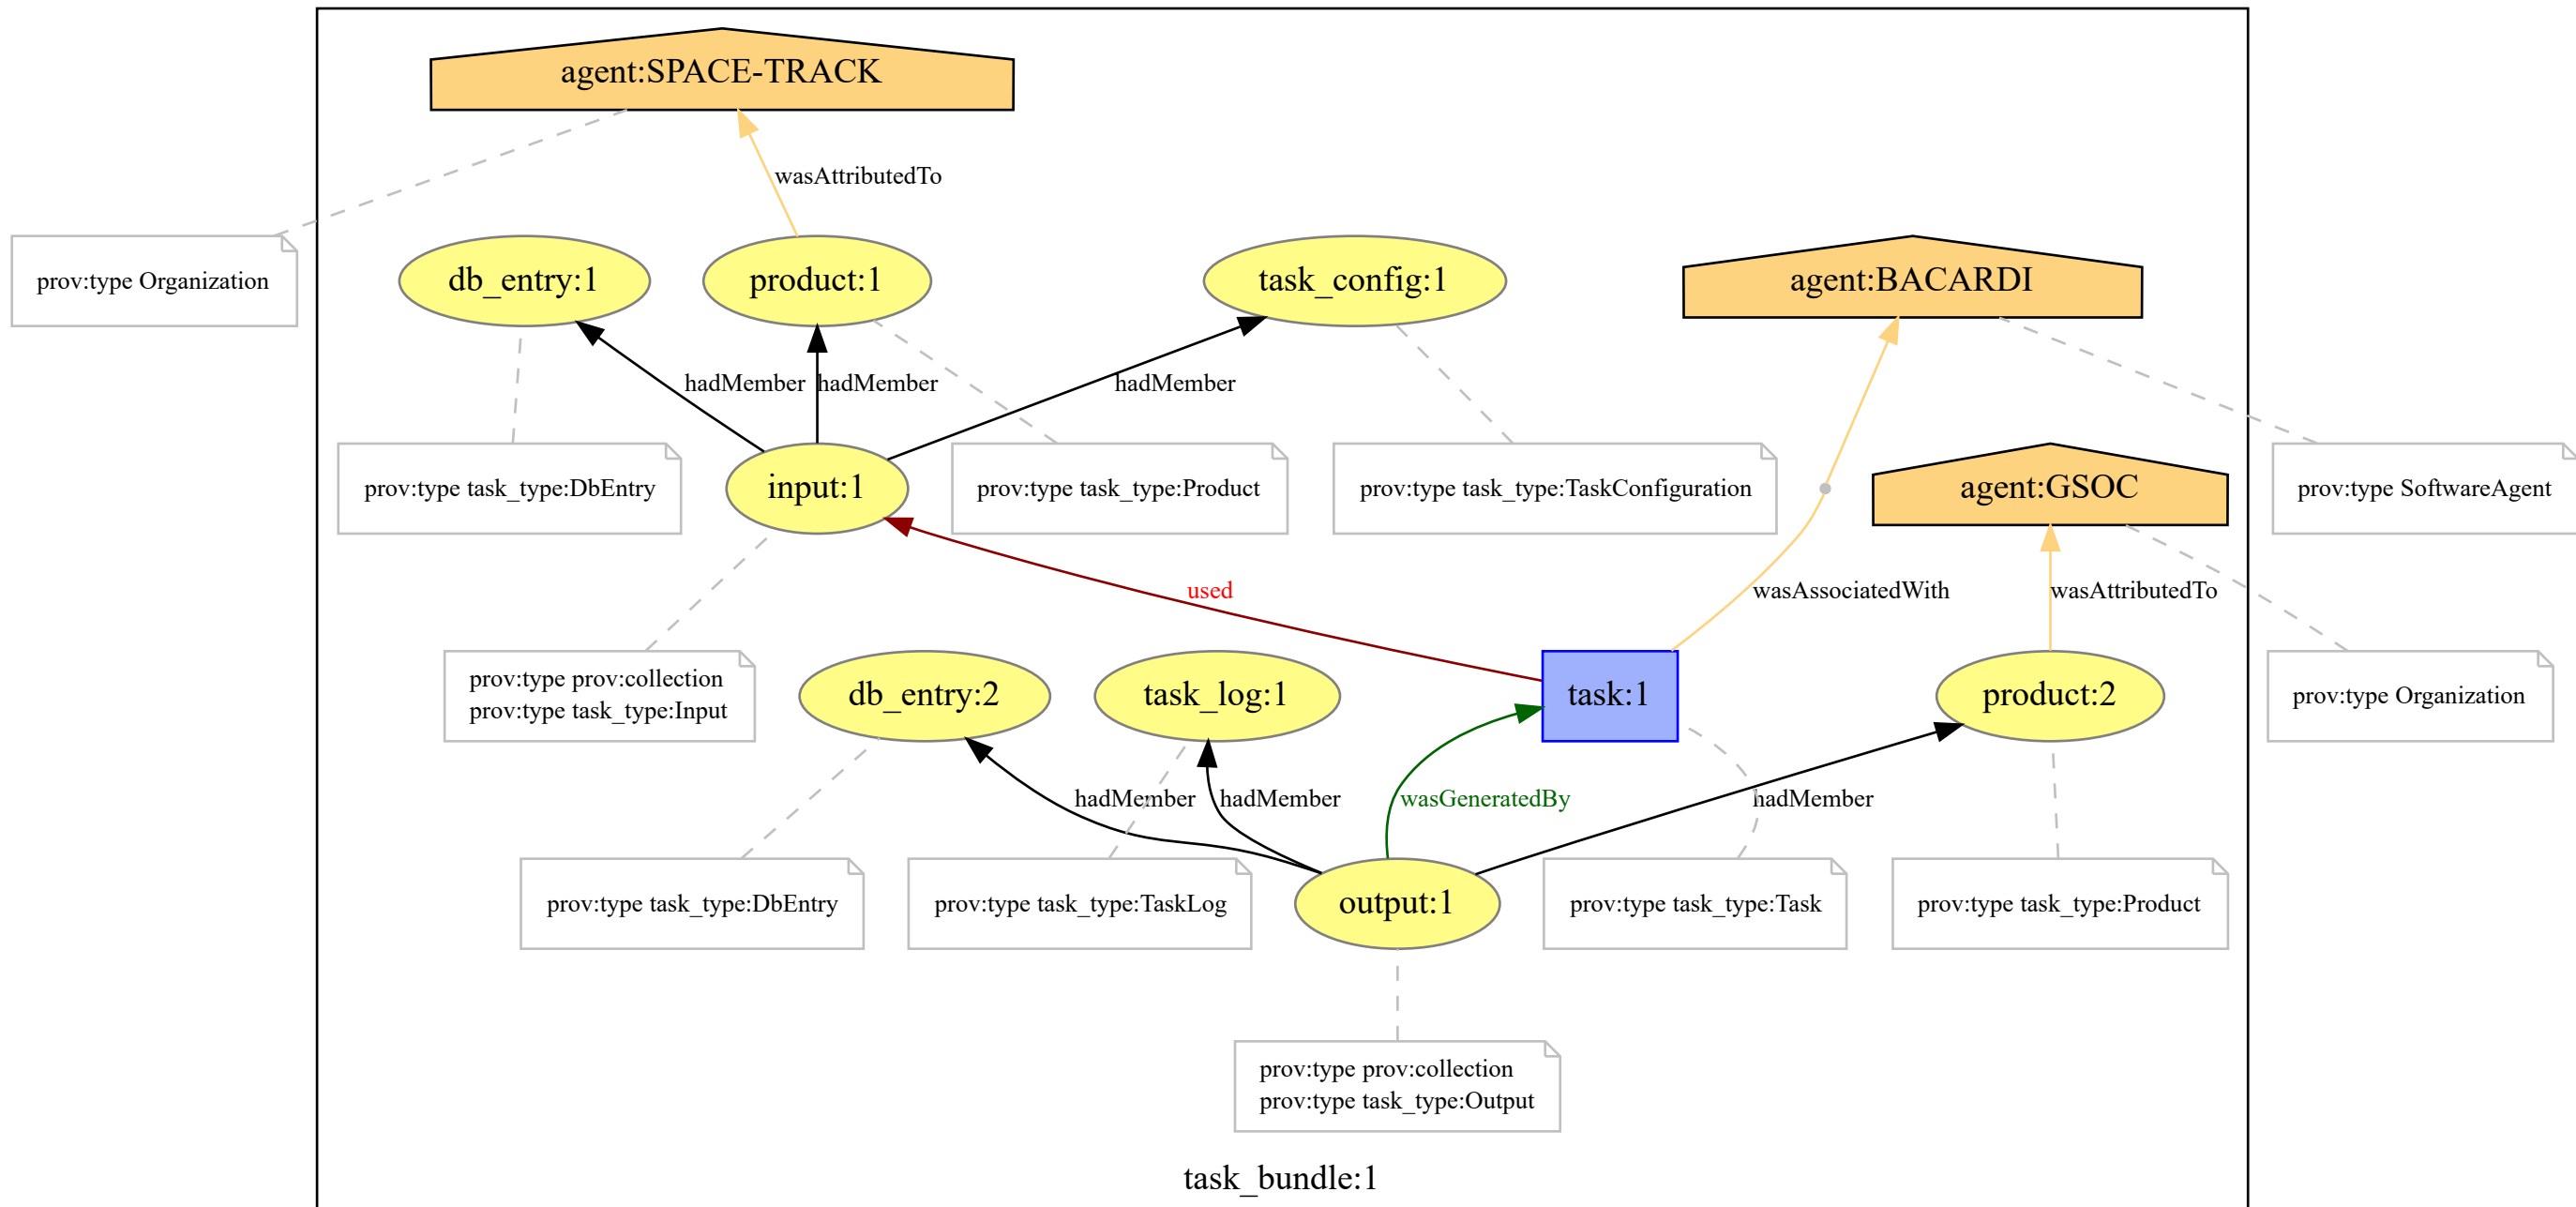 agent:SPACE-TRACK
wasAttributedTo
prov:type Organization
db_entry:1
product:1
task_config:1
agent:BACARDI
hadMember
hadMember
hadMember
prov:type task_type:DbEntry
input:1
prov:type task_type:Product
prov:type task_type:TaskConfiguration
agent:GSOC
prov:type SoftwareAgent
used
wasAssociatedWith
wasAttributedTo
prov:type prov:collection
prov:type task_type:Input
db_entry:2
task_log:1
task:1
product:2
prov:type Organization
hadMember
hadMember
wasGeneratedBy
hadMember
prov:type task_type:DbEntry
prov:type task_type:TaskLog
output:1
prov:type task_type:Task
prov:type task_type:Product
prov:type prov:collection
prov:type task_type:Output
task_bundle:1